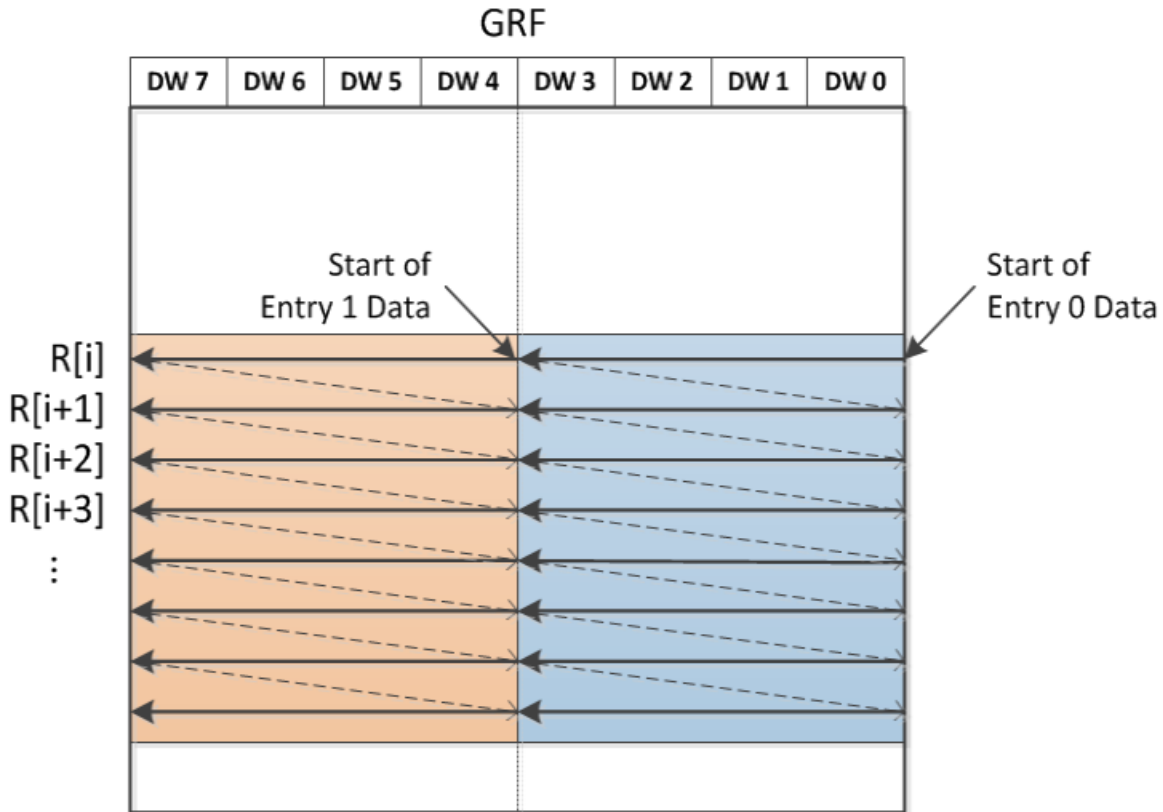 GRF
DW 7 DW 6 DW 5 DW 4 DW 3 DW 2 DW 1 DW 0
Start of
Entry 1 Data
Start of
Entry 0 Data
R[i]
R[i+1]
R[i+2]
R[i+3]
⋮